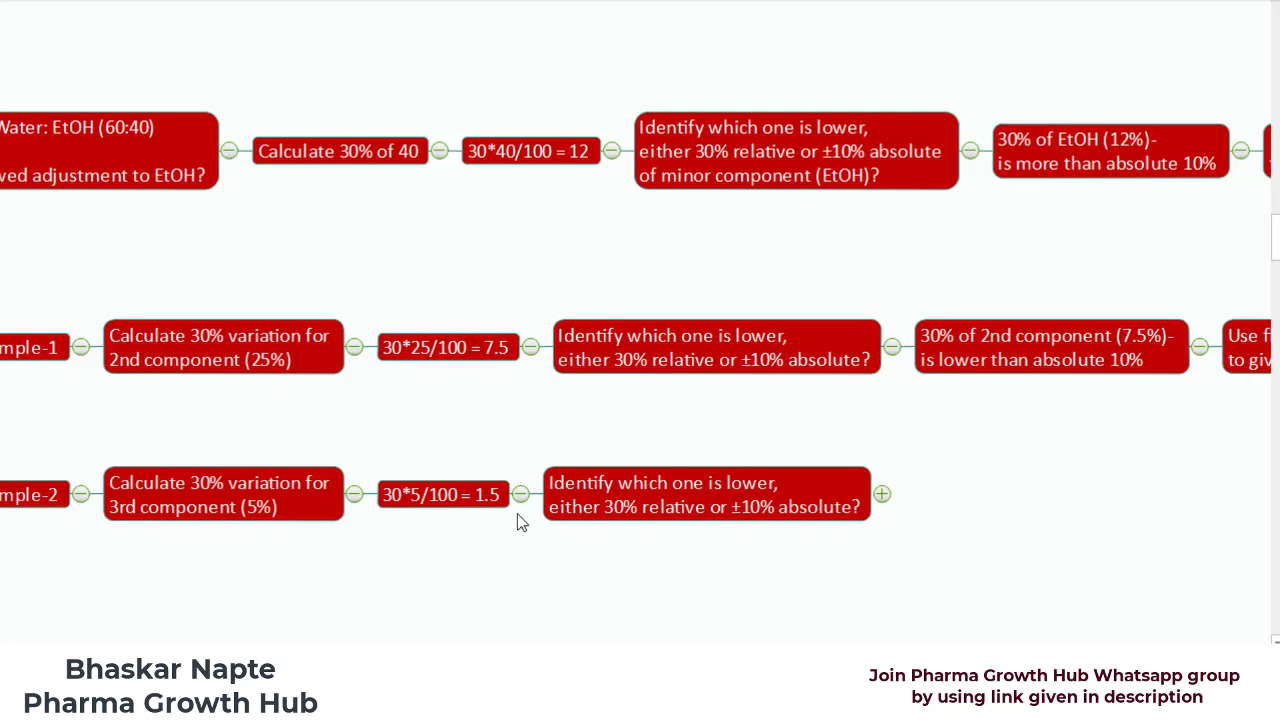 Water: EtOH (60:40)
adjustment to EtOH?
Calculate 30% of 40
30*40/100 = 12
Identify which one is lower,
either 30% relative or ±10% absolute
of minor component (EtOH)?
30% of EtOH (12%)-
is more than absolute 10%
Calculate 30% variation for
2nd component (25%)
30*25/100 = 7.5
Identify which one is lower,
either 30% relative or ±10% absolute?
30% of 2nd component (7.5%)-
is lower than absolute 10%
Use
to
Calculate 30% variation for
3rd component (5%)
30*5/100 = 1.5
Identify which one is lower,
either 30% relative or ±10% absolute?
Bhaskar Napte
Pharma Growth Hub
Join Pharma Growth Hub Whatsapp group
by using link given in description